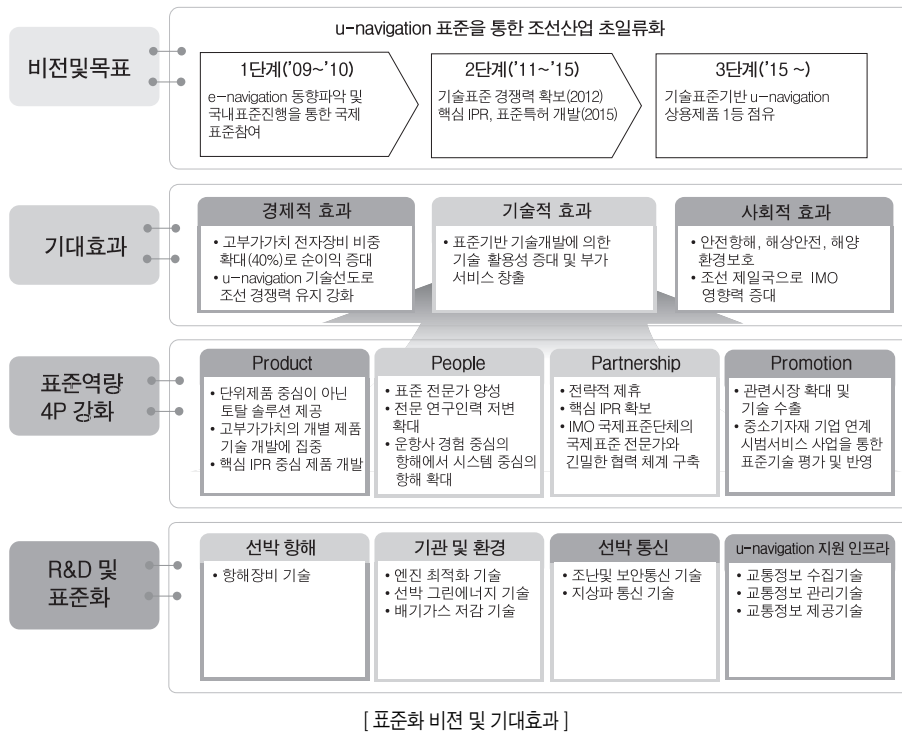 비전및목표
u-navigation 표준을 통한 조선산업 초일류화
1단계('09~'10)
e-navigation 동향파악 및
국내표준진행을 통한 국제
표준참여
2단계('11~'15)
기술표준 경쟁력 확보(2012)
핵심 IPR, 표준특허 개발(2015)
3단계('15 ~)
기술표준기반 u-navigation
상용제품 1등 점유
기대효과
경제적 효과
• 고부가가치 전자장비 비중
확대(40%)로 순이익 증대
• u-navigation 기술선도로
조선 경쟁력 유지 강화
기술적 효과
• 표준기반 기술개발에 의한
기술 활용성 증대 및 부가
서비스 창출
사회적 효과
• 안전항해, 해상안전, 해양
환경보호
• 조선 제일국으로 IMO
영향력 증대
표준역량
4P 강화
Product
• 단위제품 중심이 아닌
토탈 솔루션 제공
• 고부가가치의 개별 제품
기술 개발에 집중
• 핵심 IPR 중심 제품 개발
People
• 표준 전문가 양성
• 전문 연구인력 저변
확대
• 운항사 경험 중심의
항해에서 시스템 중심의
항해 확대
Partnership
• 전략적 제휴
• 핵심 IPR 확보
• IMO 국제표준단체의
국제표준 전문가와
긴밀한 협력 체계 구축
Promotion
• 관련시장 확대 및
기술 수출
• 중소기자재 기업 연계
시범서비스 사업을 통한
표준기술 평가 및 반영
R&D 및
표준화
선박 항해
• 항해장비 기술
기관 및 환경
• 엔진 최적화 기술
• 선박 그린에너지 기술
• 배기가스 저감 기술
선박 통신
• 조난및 보안통신 기술
• 지상파 통신 기술
u-navigation 지원 인프라
• 교통정보 수집기술
• 교통정보 관리기술
• 교통정보 제공기술
[ 표준화 비젼 및 기대효과 ]